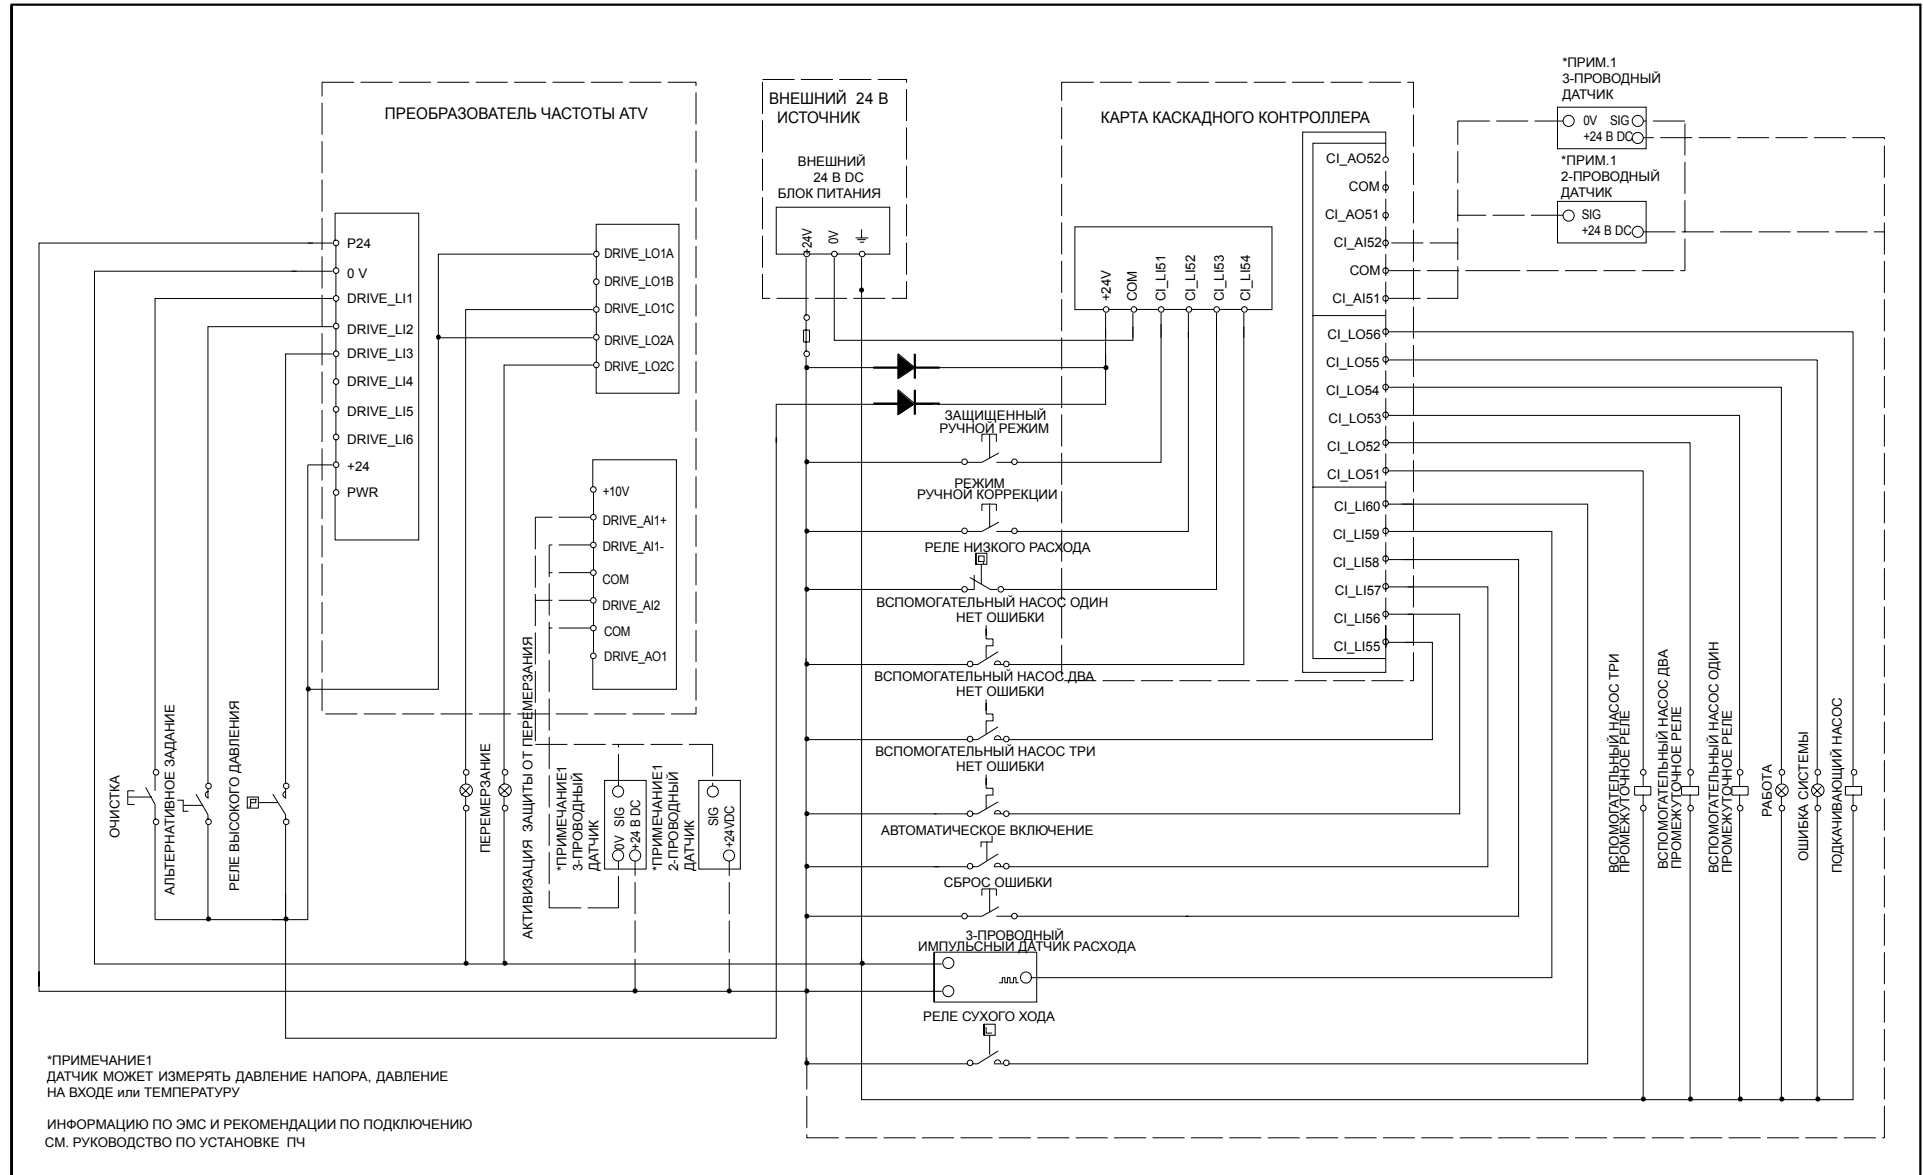 ПРЕОБРАЗОВАТЕЛЬ ЧАСТОТЫ ATV
P24
0 V
DRIVE_LI1
DRIVE_LI2
DRIVE_LI3
DRIVE_LI4
DRIVE_LI5
DRIVE_LI6
+24
PWR
DRIVE_LO1A
DRIVE_LO1B
DRIVE_LO1C
DRIVE_LO2A
DRIVE_LO2C
+10V
DRIVE_AI1+
DRIVE_AI1-
COM
DRIVE_AI2
COM
DRIVE_AO1
ВНЕШНИЙ 24 В
ИСТОЧНИК
ВНЕШНИЙ
24 В DC
БЛОК ПИТАНИЯ
+24V
0V
КАРТА КАСКАДНОГО КОНТРОЛЛЕРА
+24V
COM
CI_LI51
CI_LI52
CI_LI53
CI_LI54
CI_AO52
COM
CI_AO51
CI_AI52
COM
CI_AI51
CI_LO56
CI_LO55
CI_LO54
CI_LO53
CI_LO52
CI_LO51
CI_LI60
CI_LI59
CI_LI58
CI_LI57
CI_LI56
CI_LI55
*ПРИМ.1
3-ПРОВОДНЫЙ
ДАТЧИК
0V SIG
+24 В DC
*ПРИМ.1
2-ПРОВОДНЫЙ
ДАТЧИК
SIG
+24 В DC
ЗАЩИЩЕННЫЙ
РУЧНОЙ РЕЖИМ
РЕЖИМ
РУЧНОЙ КОРРЕКЦИИ
РЕЛЕ НИЗКОГО РАСХОДА
ВСПОМОГАТЕЛЬНЫЙ НАСОС ОДИН
НЕТ ОШИБКИ
ВСПОМОГАТЕЛЬНЫЙ НАСОС ДВА
НЕТ ОШИБКИ
ВСПОМОГАТЕЛЬНЫЙ НАСОС ТРИ
НЕТ ОШИБКИ
АВТОМАТИЧЕСКОЕ ВКЛЮЧЕНИЕ
СБРОС ОШИБКИ
3-ПРОВОДНЫЙ
ИМПУЛЬСНЫЙ ДАТЧИК РАСХОДА
РЕЛЕ СУХОГО ХОДА
ОЧИСТКА
АЛЬТЕРНАТИВНОЕ ЗАДАНИЕ
РЕЛЕ ВЫСОКОГО ДАВЛЕНИЯ
ПЕРЕМЕРЗАНИЕ
АКТИВИЗАЦИЯ ЗАЩИТЫ ОТ ПЕРЕМЕРЗАНИЯ
*ПРИМЕЧАНИЕ1
3-ПРОВОДНЫЙ
ДАТЧИК
0V SIG
+24 В DC
*ПРИМЕЧАНИЕ1
2-ПРОВОДНЫЙ
ДАТЧИК
SIG
+24VDC
ВСПОМОГАТЕЛЬНЫЙ НАСОС ТРИ
ПРОМЕЖУТОЧНОЕ РЕЛЕ
ВСПОМОГАТЕЛЬНЫЙ НАСОС ДВА
ПРОМЕЖУТОЧНОЕ РЕЛЕ
ВСПОМОГАТЕЛЬНЫЙ НАСОС ОДИН
ПРОМЕЖУТОЧНОЕ РЕЛЕ
РАБОТА
ОШИБКА СИСТЕМЫ
ПОДКАЧИВАЮЩИЙ НАСОС
*ПРИМЕЧАНИЕ1
ДАТЧИК МОЖЕТ ИЗМЕРЯТЬ ДАВЛЕНИЕ НАПОРА, ДАВЛЕНИЕ
НА ВХОДЕ или ТЕМПЕРАТУРУ
ИНФОРМАЦИЮ ПО ЭМС И РЕКОМЕНДАЦИИ ПО ПОДКЛЮЧЕНИЮ
СМ. РУКОВОДСТВО ПО УСТАНОВКЕ ПЧ